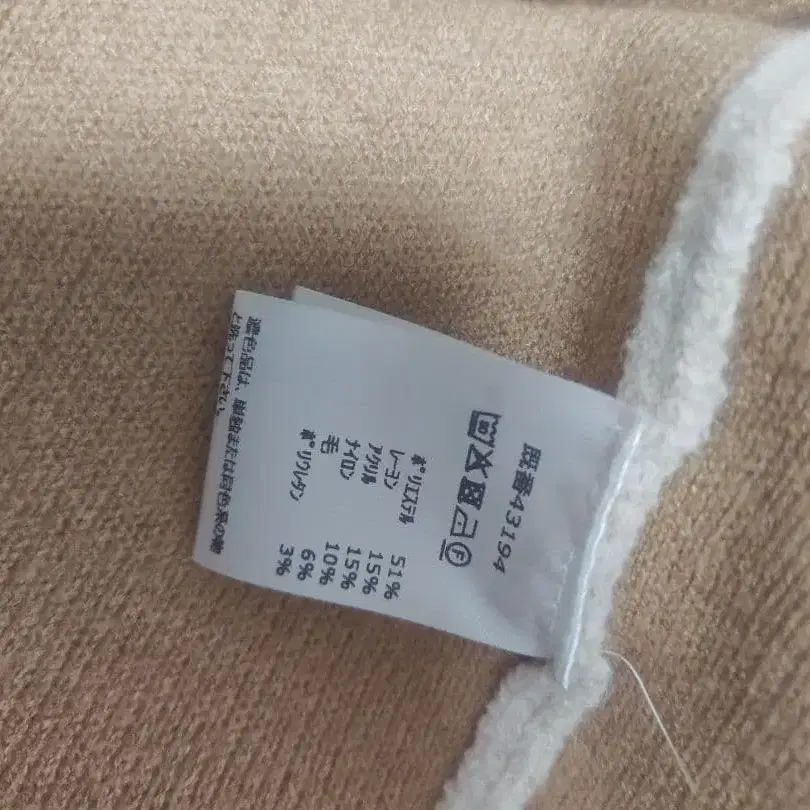 既番43194
ポリエステル 51%
レーヨン 15%
アクリル 15%
ナイロン 10%
毛 6%
ポリウレタン 3%
濃色品は、単独または同色系の物
と洗って下さい。